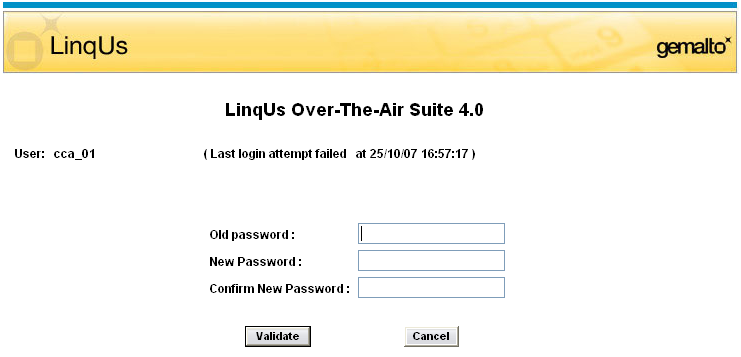 LinqUs
gemalto
LinqUs Over-The-Air Suite 4.0
User: cca_01 ( Last login attempt failed at 25/10/07 16:57:17 )
Old password :
New Password :
Confirm New Password :
Validate Cancel